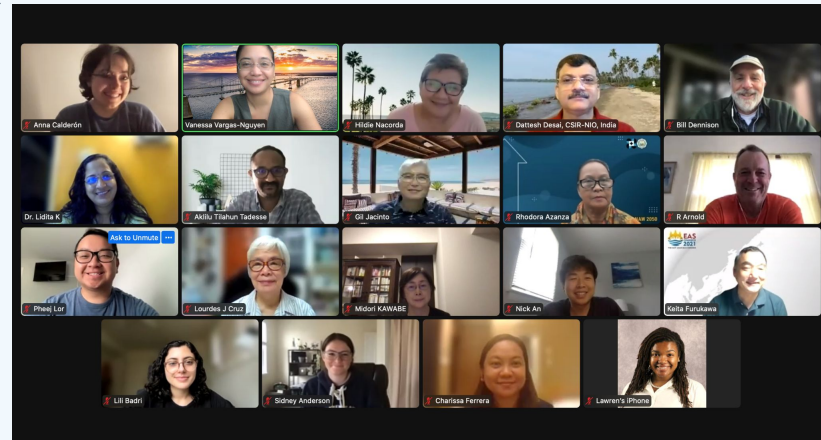 Anna Calderón
Vanessa Vargas-Nguyen
Hildie Nacorda
Dattesh Desai, CSIR-NIO, India
Bill Dennison
Dr. Lidita K
Aklilu Tilahun Tadesse
Gil Jacinto
Rhodora Azanza
R Arnold
Ask to Unmute
Pheej Lor
Lourdes J Cruz
Midori KAWABE
Nick An
EAS
2021
Keita Furukawa
Lili Badri
Sidney Anderson
Charissa Ferrera
Lawren's iPhone